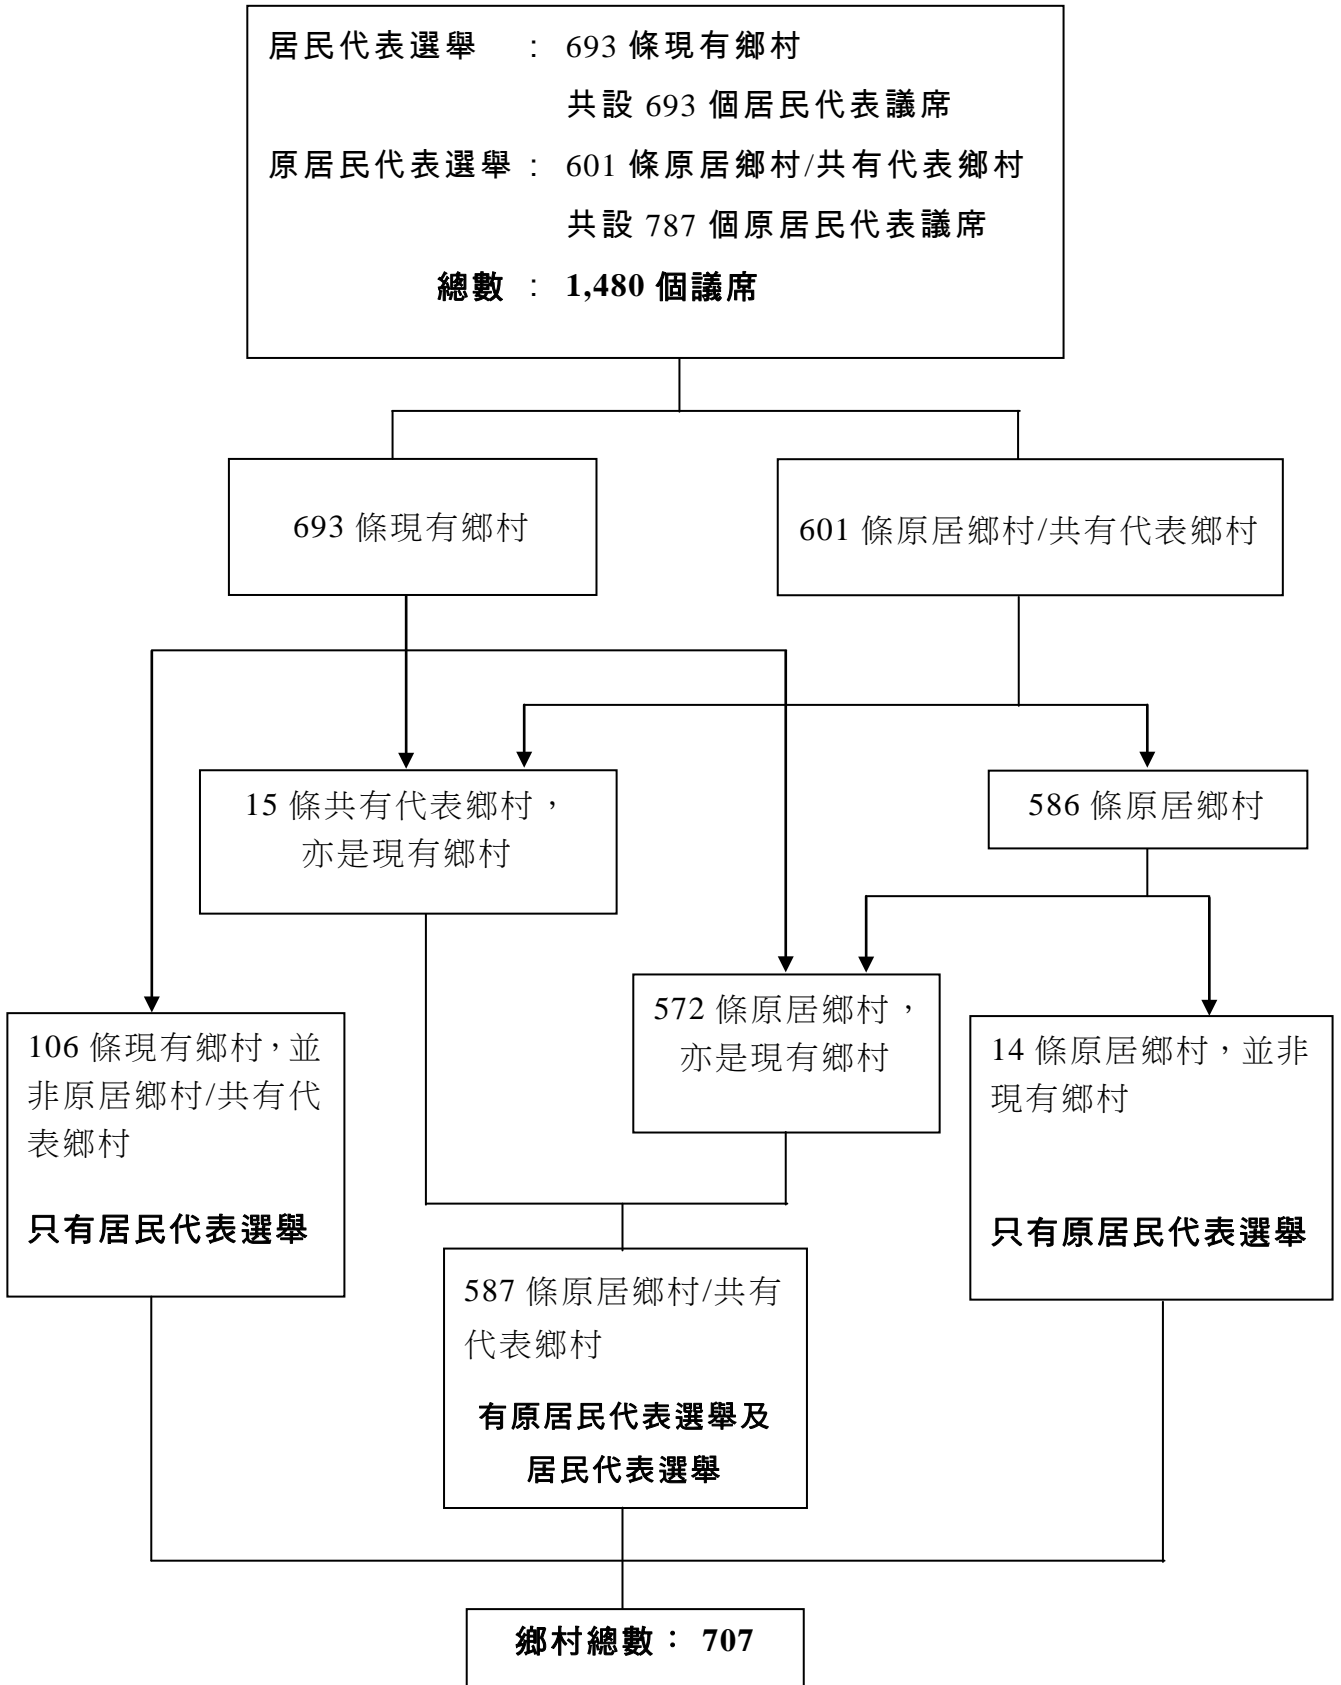 居民代表選舉 : 693 條現有鄉村
共設 693 個居民代表議席
原居民代表選舉 : 601 條原居鄉村/共有代表鄉村
共設 787 個原居民代表議席
總數 : 1,480 個議席
693 條現有鄉村
601 條原居鄉村/共有代表鄉村
15 條共有代表鄉村，
亦是現有鄉村
586 條原居鄉村
572 條原居鄉村，
亦是現有鄉村
106 條現有鄉村，並
非原居鄉村/共有代
表鄉村
只有居民代表選舉
14 條原居鄉村，並非
現有鄉村
只有原居民代表選舉
587 條原居鄉村/共有
代表鄉村
有原居民代表選舉及
居民代表選舉
鄉村總數： 707